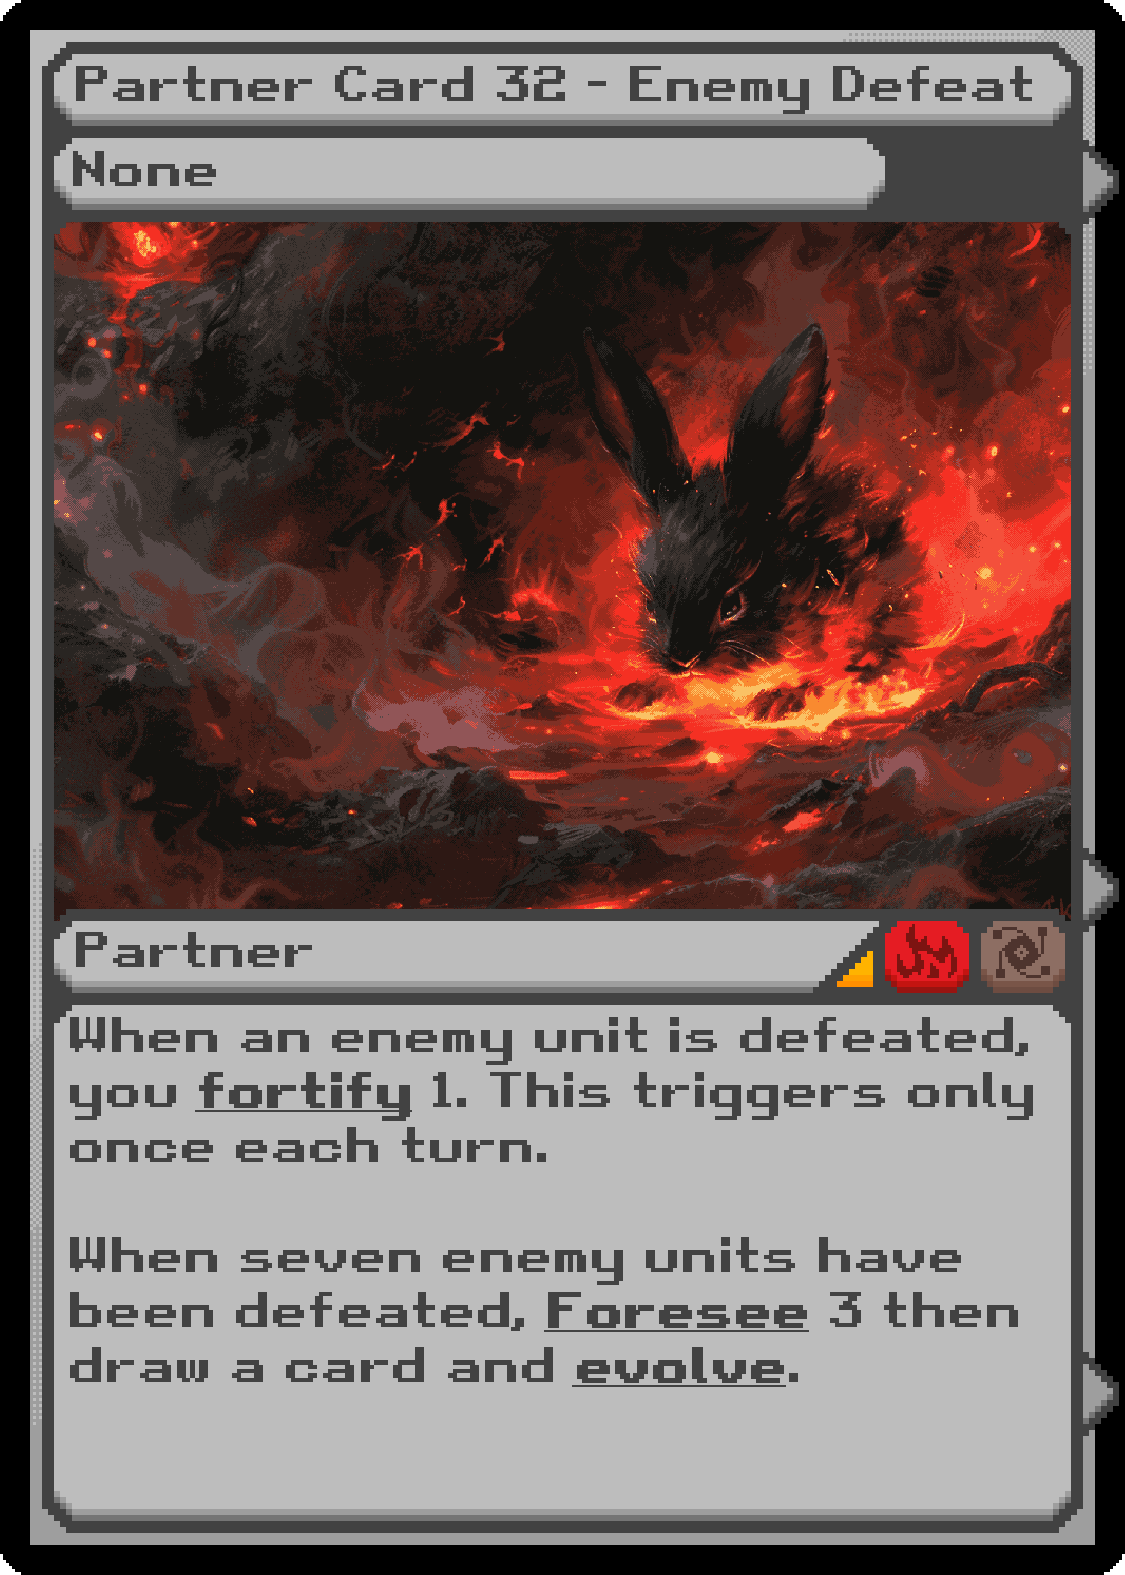 Partner Card 32 - Enemy Defeat
None
Partner
When an enemy unit is defeated,
you fortify 1. This triggers only
once each turn.
When seven enemy units have
been defeated, Foresee 3 then
draw a card and evolve.